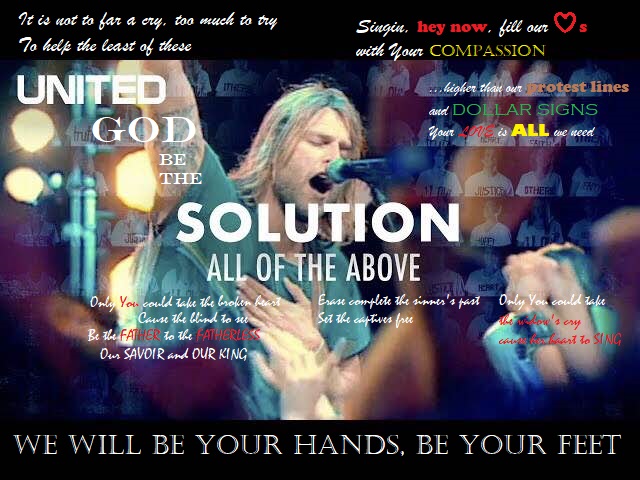 It is not to far a cry, too much to try
To help the least of these
Singin, hey now, fill our ♡s
with Your COMPASSION
...higher than our protest lines
and DOLLAR SIGNS
Your LOVE is ALL we need
UNITED
GOD
BE
THE
SOLUTION
ALL OF THE ABOVE
Only You could take the broken heart
Cause the blind to see
Be the FATHER to the FATHERLESS
Our SAVOIR and OUR KING
Erase complete the sinner's past
Set the captives free
Only You could take
the widow's cry
cause her heart to SING
JUSTICE
OTHERS
HEART
WE WILL BE YOUR HANDS, BE YOUR FEET